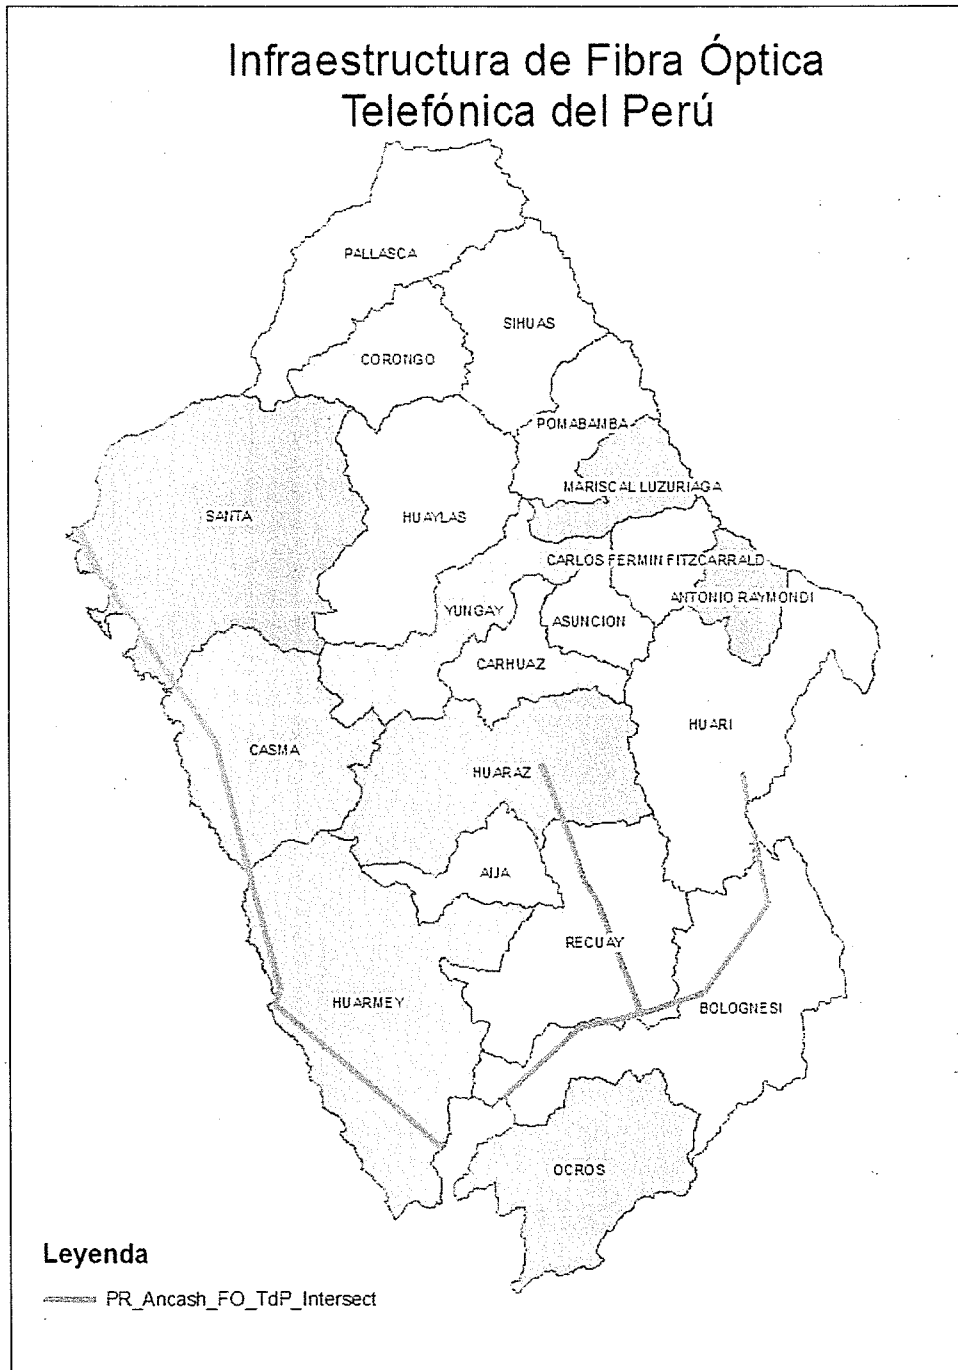 Infraestructura de Fibra Óptica
Telefónica del Perú
PALLASCA
SIHUAS
CORONGO
POMABAMBA
MARISCAL LUZURIAGA
SANTA
HUAYLAS
CARLOS FERMIN FITZCARRALD
ANTONIO RAYMONDI
YUNGAY
ASUNCION
CARHUAZ
HUARI
CASMA
HUARAZ
AIJA
RECUAY
HUARMEY
BOLOGNESI
OCROS
Leyenda
PR_Ancash_FO_TdP_Intersect